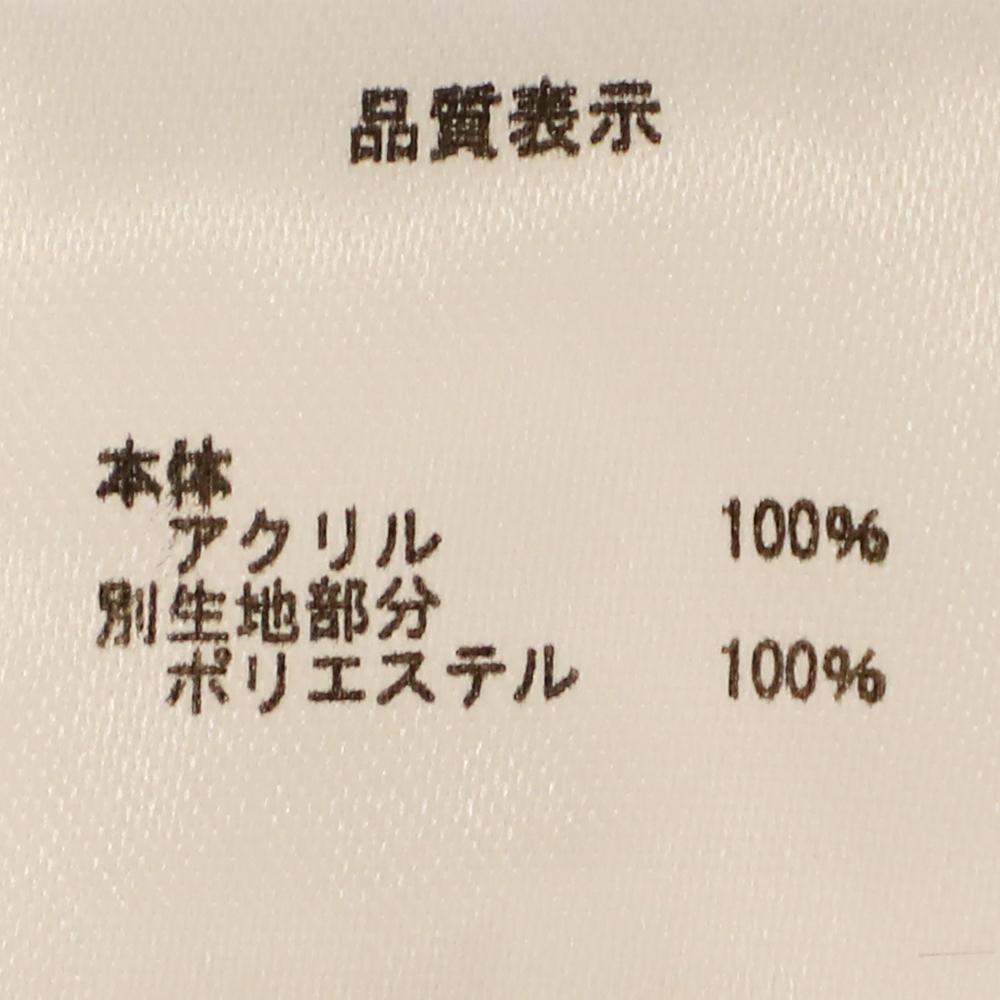 品質表示
本体
アクリル 100%
別生地部分
ポリエステル 100%